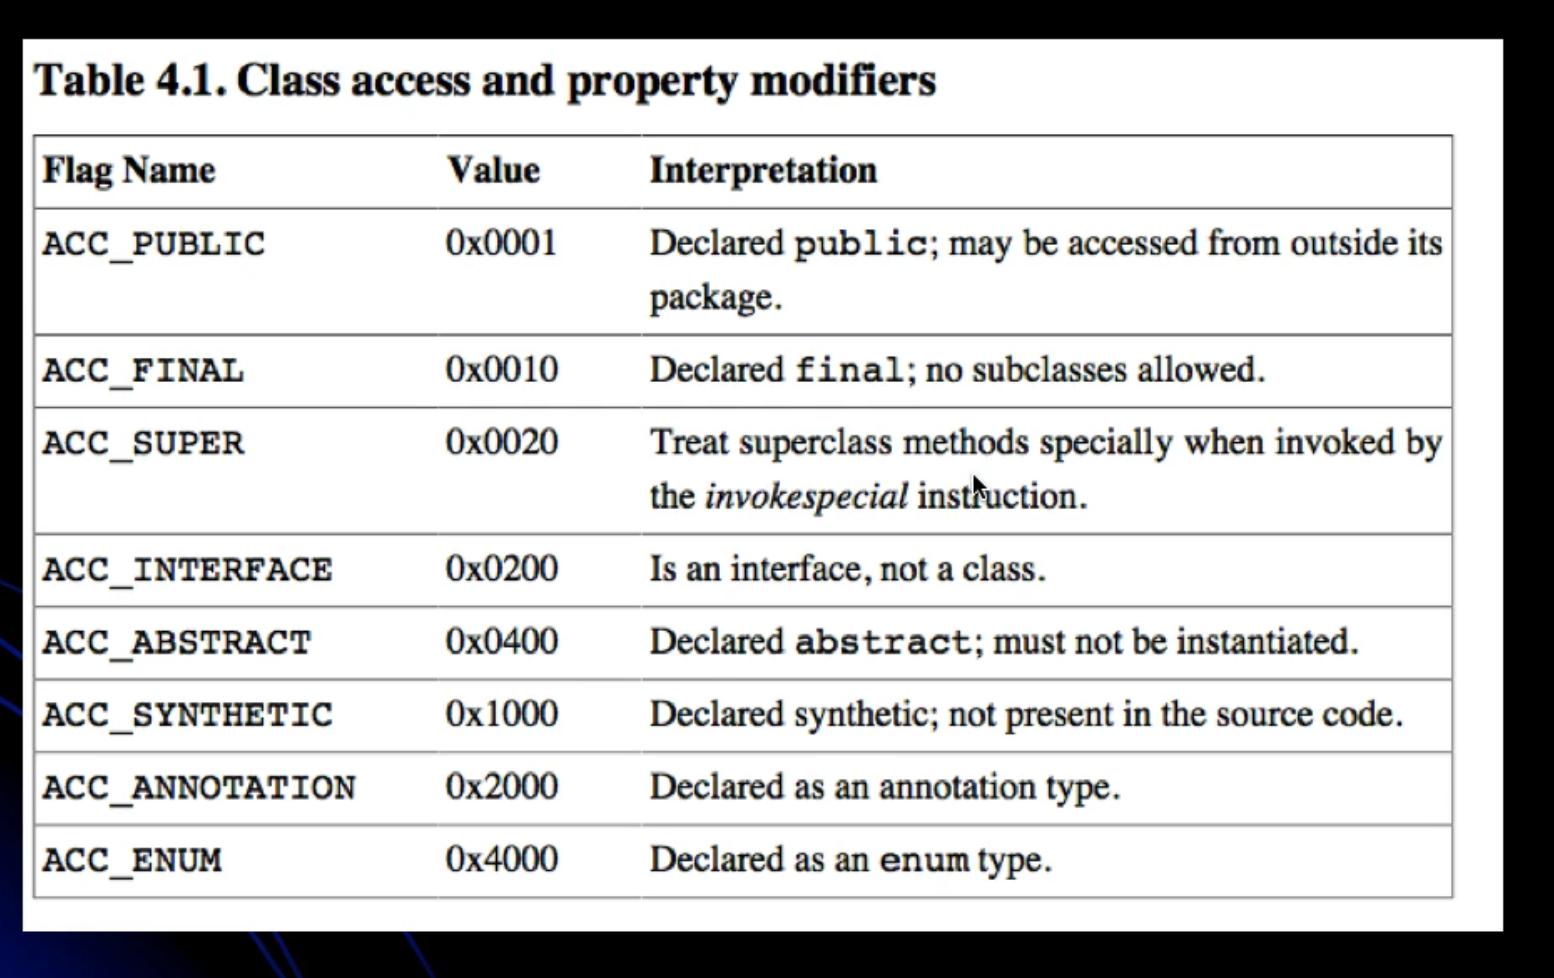 Table 4.1. Class access and property modifiers
Flag Name Value Interpretation
ACC_PUBLIC 0x0001 Declared public; may be accessed from outside its
package.
ACC_FINAL 0x0010 Declared final; no subclasses allowed.
ACC_SUPER 0x0020 Treat superclass methods specially when invoked by
the invokespecial instruction.
ACC_INTERFACE 0x0200 Is an interface, not a class.
ACC_ABSTRACT 0x0400 Declared abstract; must not be instantiated.
ACC_SYNTHETIC 0x1000 Declared synthetic; not present in the source code.
ACC_ANNOTATION 0x2000 Declared as an annotation type.
ACC_ENUM 0x4000 Declared as an enum type.